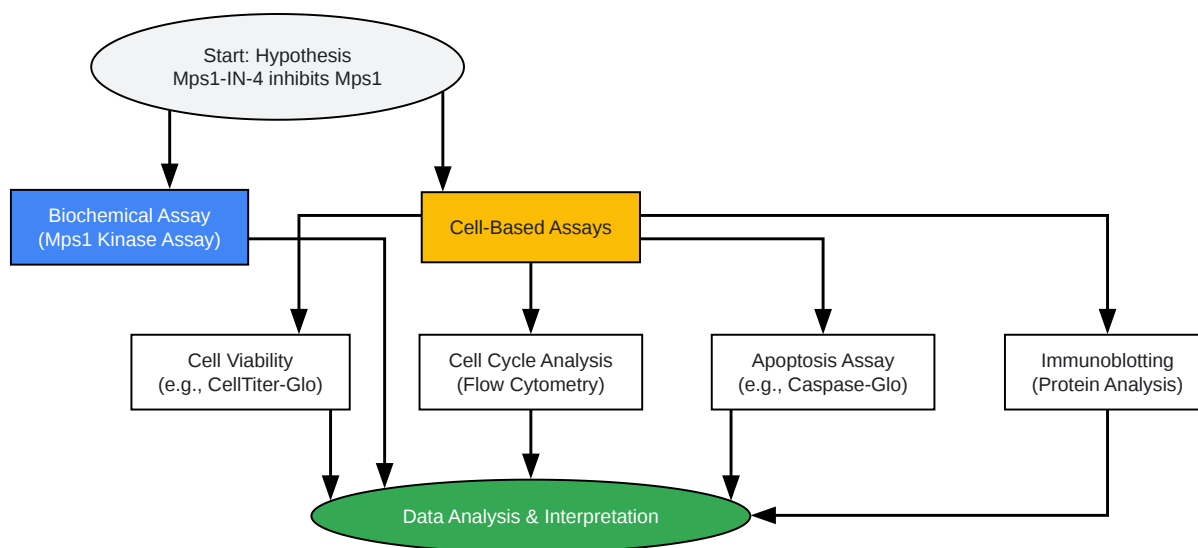 Start: Hypothesis
Mps1-IN-4 inhibits Mps1
Biochemical Assay
(Mps1 Kinase Assay)
Cell-Based Assays
Cell Viability
(e.g., CellTiter-Glo)
Cell Cycle Analysis
(Flow Cytometry)
Apoptosis Assay
(e.g., Caspase-Glo)
Immunoblotting
(Protein Analysis)
Data Analysis & Interpretation